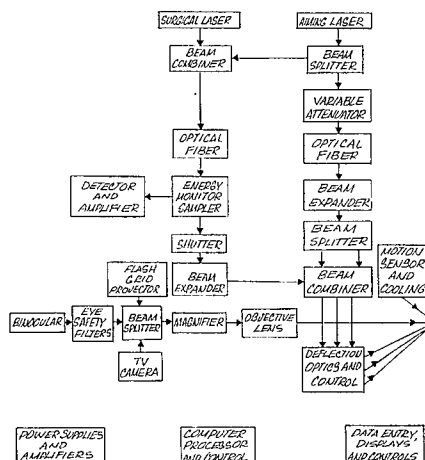 SURGICAL LASER
AIMING LASER
BEAM
COMBINER
BEAM
SPLITTER
VARIABLE
ATTENUATOR
OPTICAL
FIBER
OPTICAL
FIBER
DETECTOR
AND
AMPLIFIER
ENERGY
MONITOR
SAMPLER
BEAM
EXPANDER
SHUTTER
BEAM
SPLITTER
FLASH
GRID
PROJECTOR
BEAM
EXPANDER
BEAM
COMBINER
MOTION
SENSOR
AND
COOLING
BINOCULAR
EYE
SAFETY
FILTERS
BEAM
SPLITTER
MAGNIFIER
OBJECTIVE
LENS
TV
CAMERA
DEFLECTION
OPTICS AND
CONTROL
POWER SUPPLIES
AND
AMPLIFIERS
COMPUTER
PROCESSOR
AND CONTROL
DATA ENTRY,
DISPLAYS
AND CONTROLS